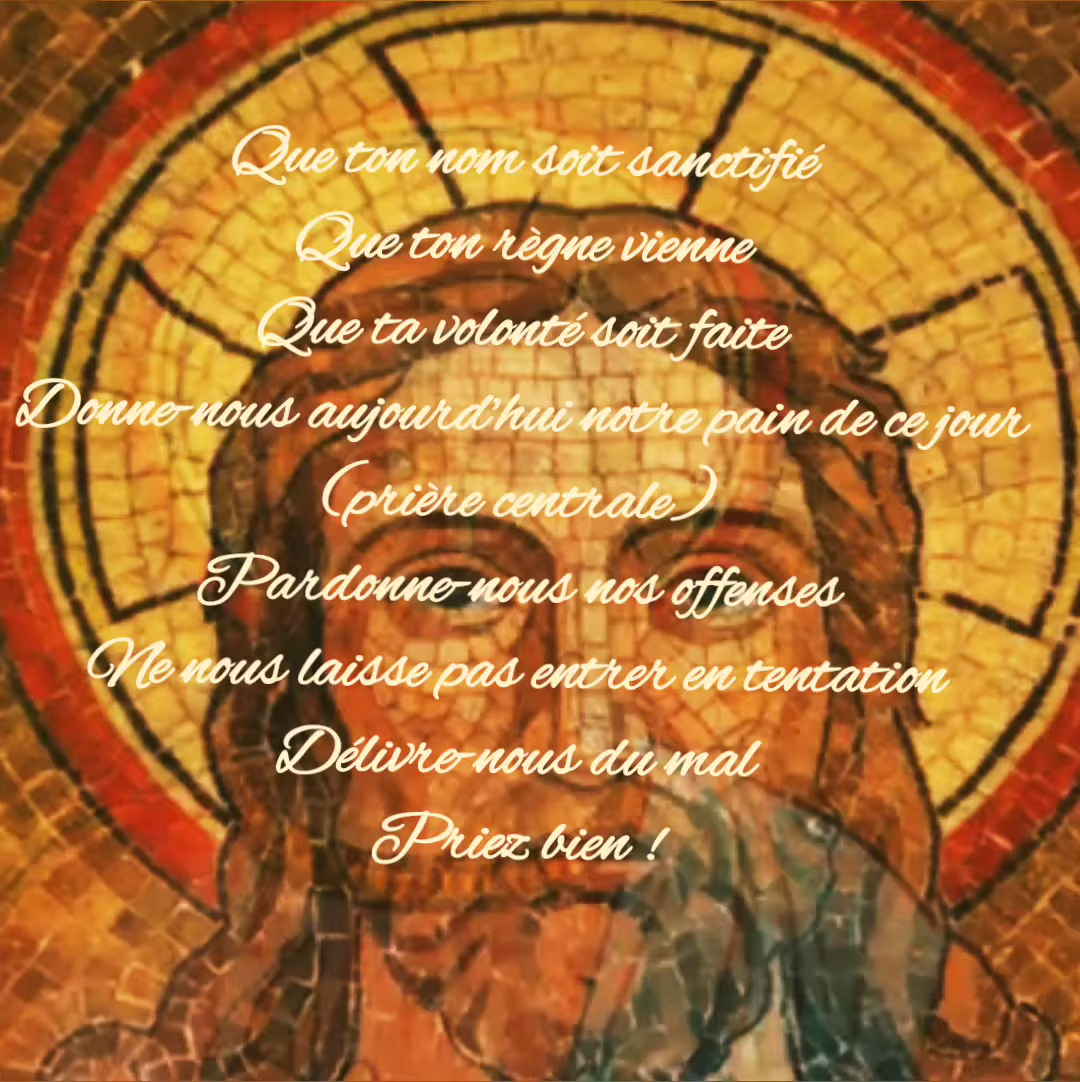 Que ton nom soit sanctifié
Que ton règne vienne
Que ta volonté soit faite
Donne-nous aujourd'hui notre pain de ce jour
(prière centrale)
Pardonne-nous nos offenses
Ne nous laisse pas entrer en tentation
Délivre-nous du mal
Priez bien !